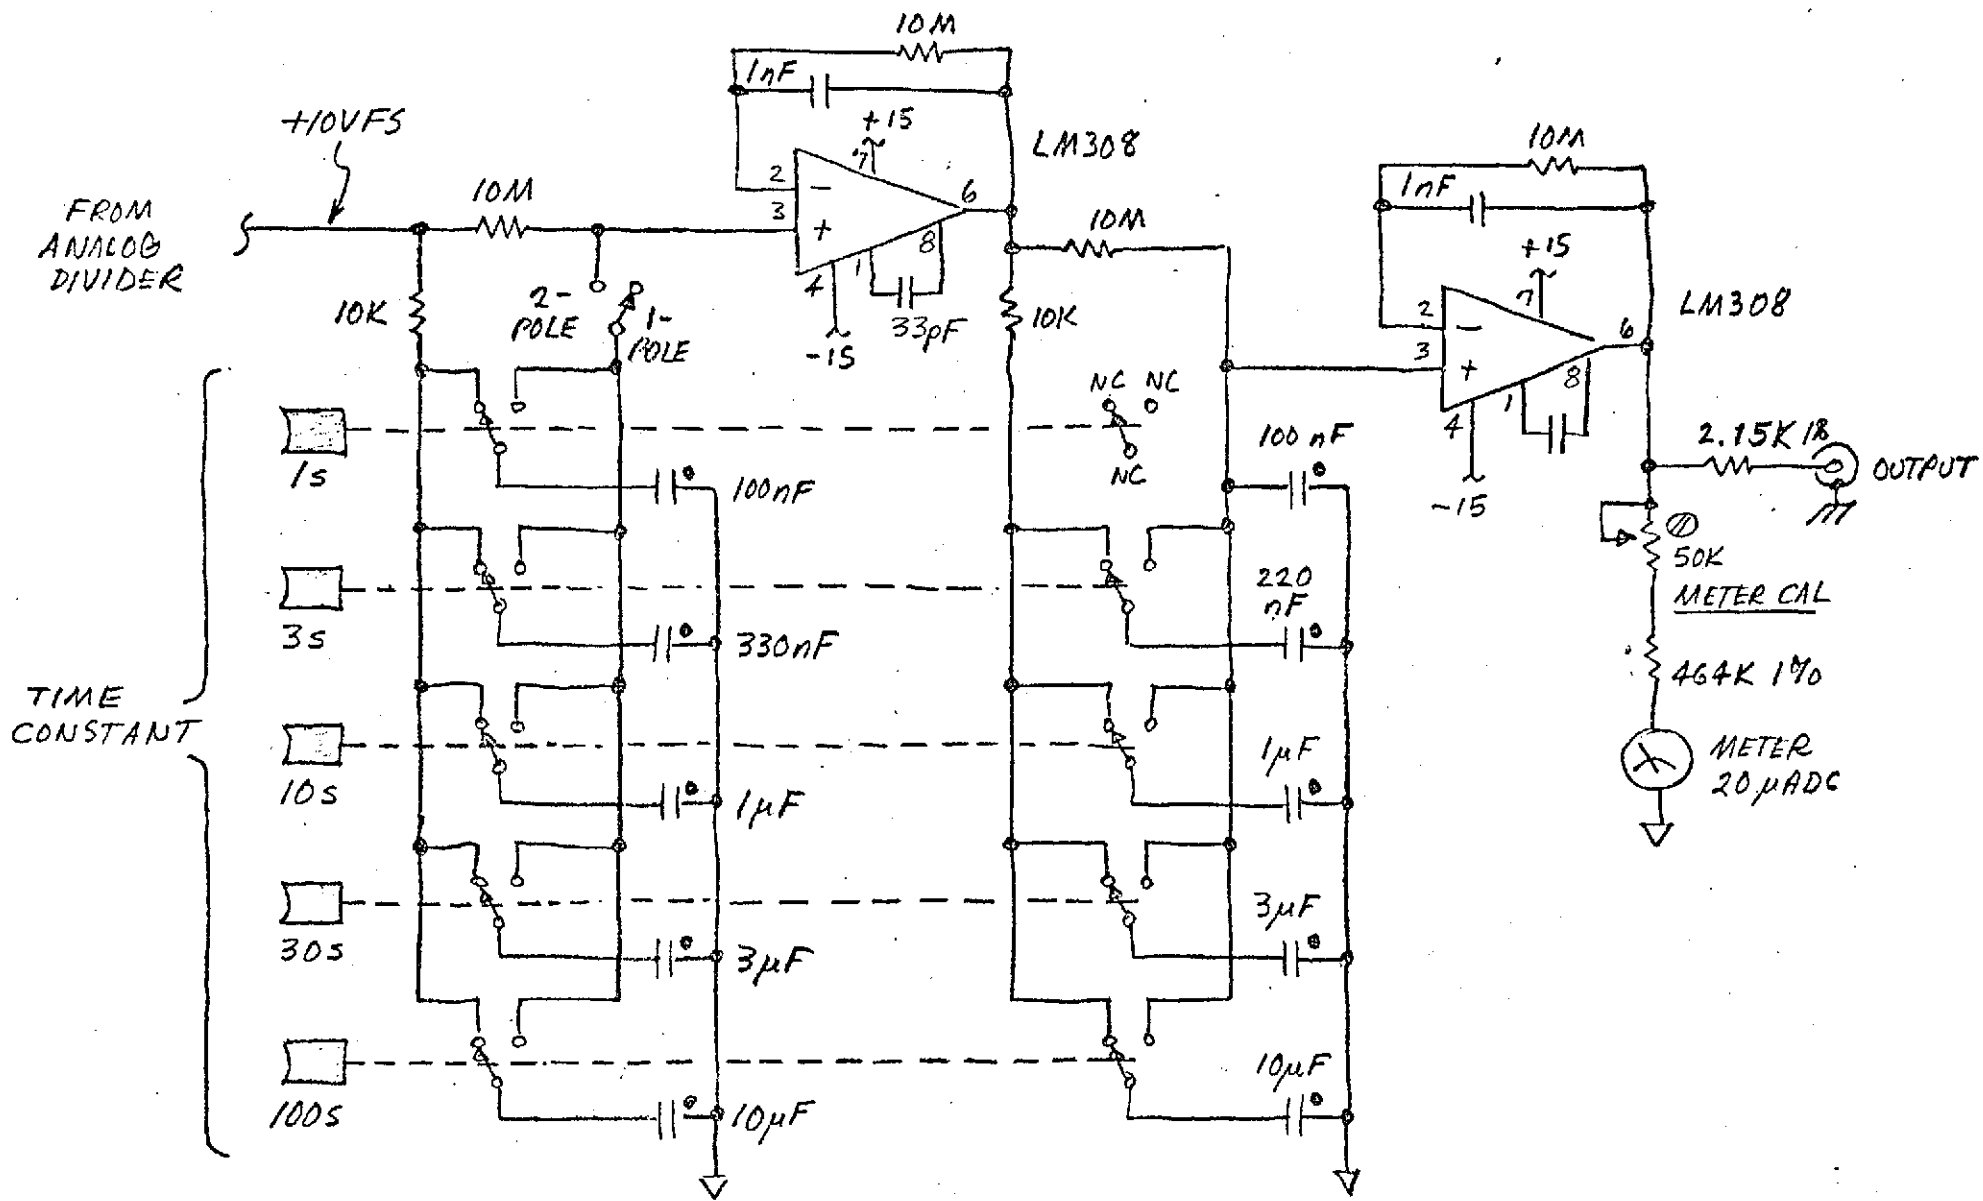 10M
1nF
+15
7
LM308
2
−
3
+
6
8
1
4
33pF
-15
+10VFS
FROM
ANALOG
DIVIDER
10M
10K
2-
POLE
1-
POLE
10M
10K
10M
1nF
+15
7
LM308
2
−
3
+
6
8
1
4
-15
2.15K 1%
OUTPUT
50K
METER CAL
464K 1%
METER
20µADC
TIME
CONSTANT
1s
100nF
NC NC
NC
100nF
3s
330nF
220
nF
10s
1µF
1µF
30s
3µF
3µF
100s
10µF
10µF